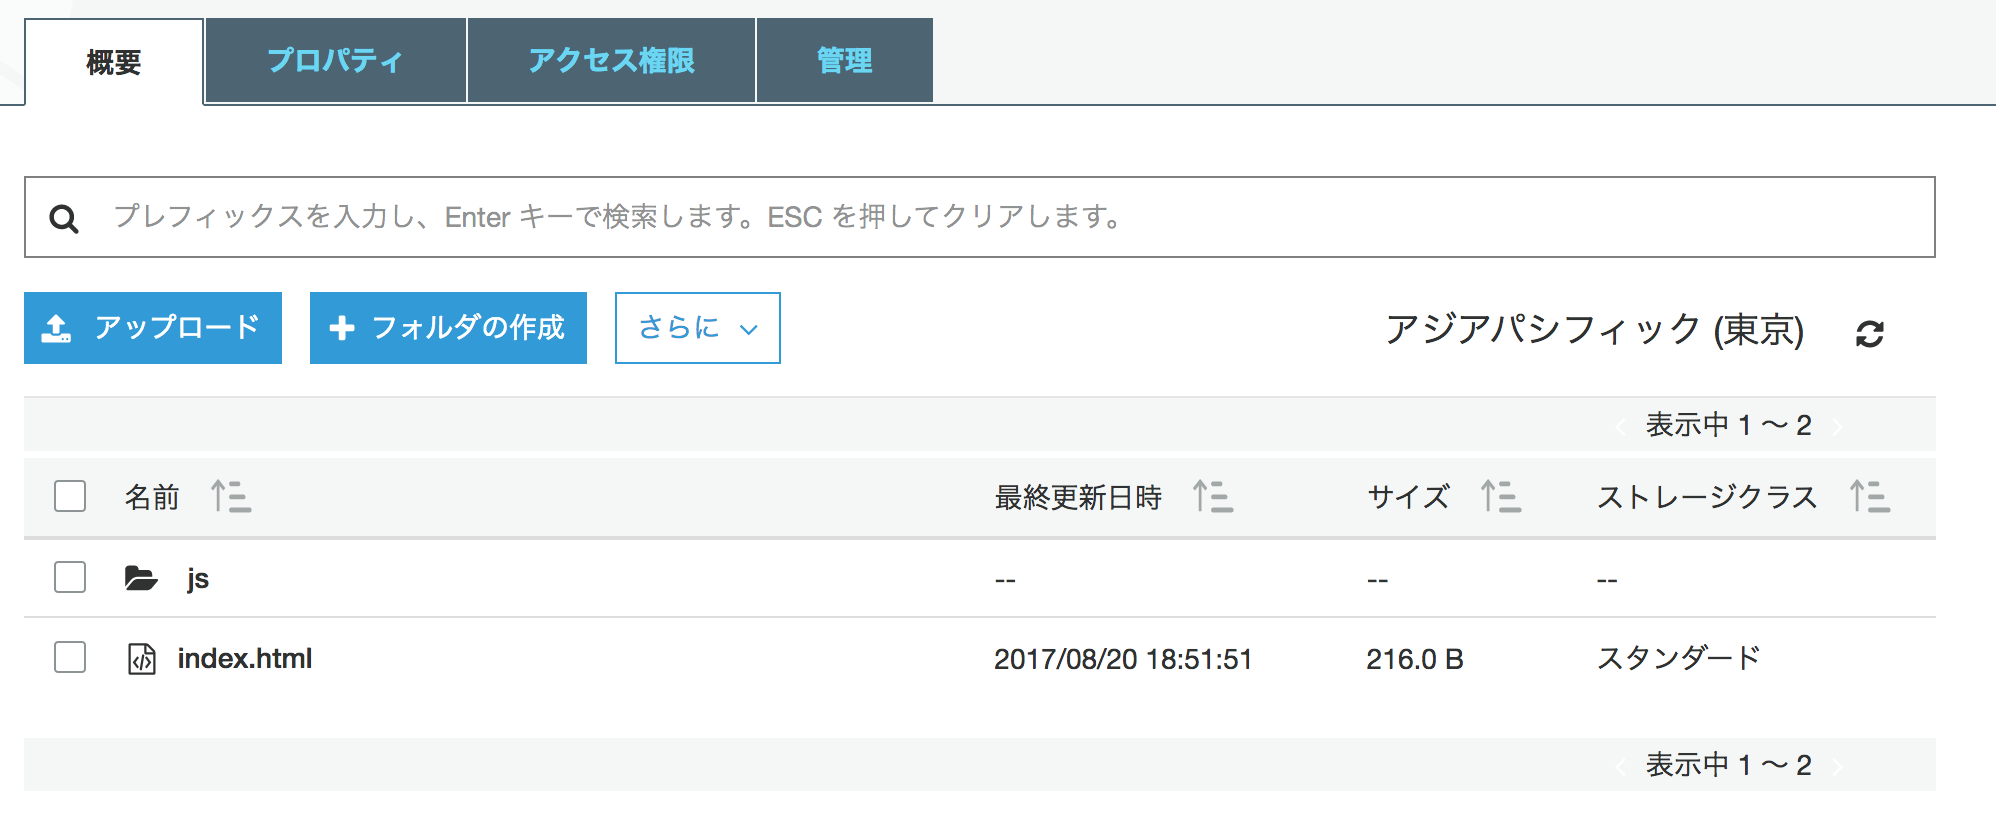 概要 プロパティ アクセス権限 管理
プレフィックスを入力し、Enter キーで検索します。ESC を押してクリアします。
アップロード フォルダの作成 さらに アジアパシフィック (東京)
表示中 1 〜 2
名前 最終更新日時 サイズ ストレージクラス
js -- -- --
index.html 2017/08/20 18:51:51 216.0 B スタンダード
表示中 1 〜 2